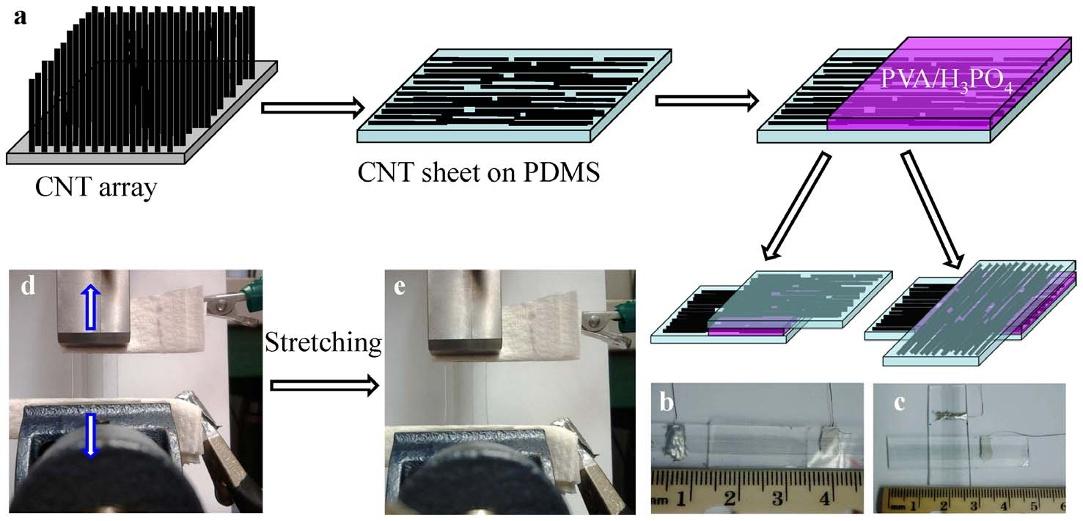 a
PVA/H₃PO₄
CNT array
CNT sheet on PDMS
d
e
Stretching
b
c
mm 1 2 3 4
mm 1 2 3 4 5 6